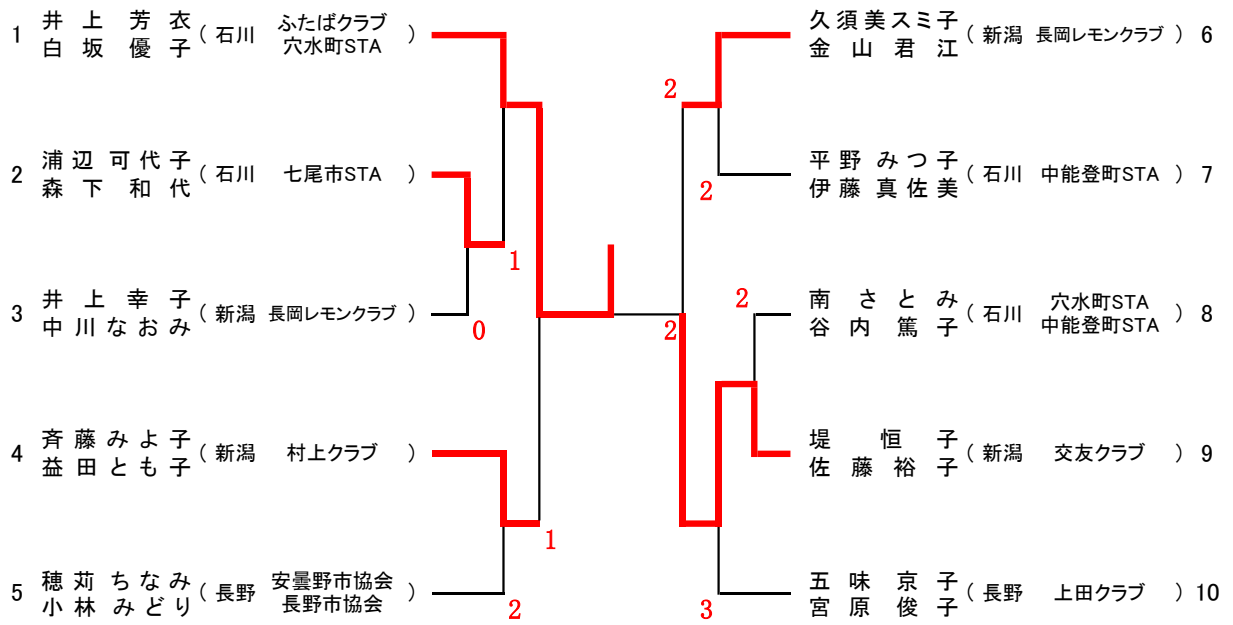 1 井上芳衣 白坂優子 (石川 ふたばクラブ 穴水町STA)
2 浦辺可代子 森下和代 (石川 七尾市STA)
3 井上幸子 中川なおみ (新潟 長岡レモンクラブ)
4 斉藤みよ子 益田とも子 (新潟 村上クラブ)
5 穂苅ちなみ 小林みどり (長野 安曇野市協会 長野市協会)
1
0
1
2
2
2
2
2
3
久須美スミ子 金山君江 (新潟 長岡レモンクラブ) 6
平野みつ子 伊藤真佐美 (石川 中能登町STA) 7
南さとみ 谷内篤子 (石川 穴水町STA 中能登町STA) 8
堤恒子 佐藤裕子 (新潟 交友クラブ) 9
五味京子 宮原俊子 (長野 上田クラブ) 10